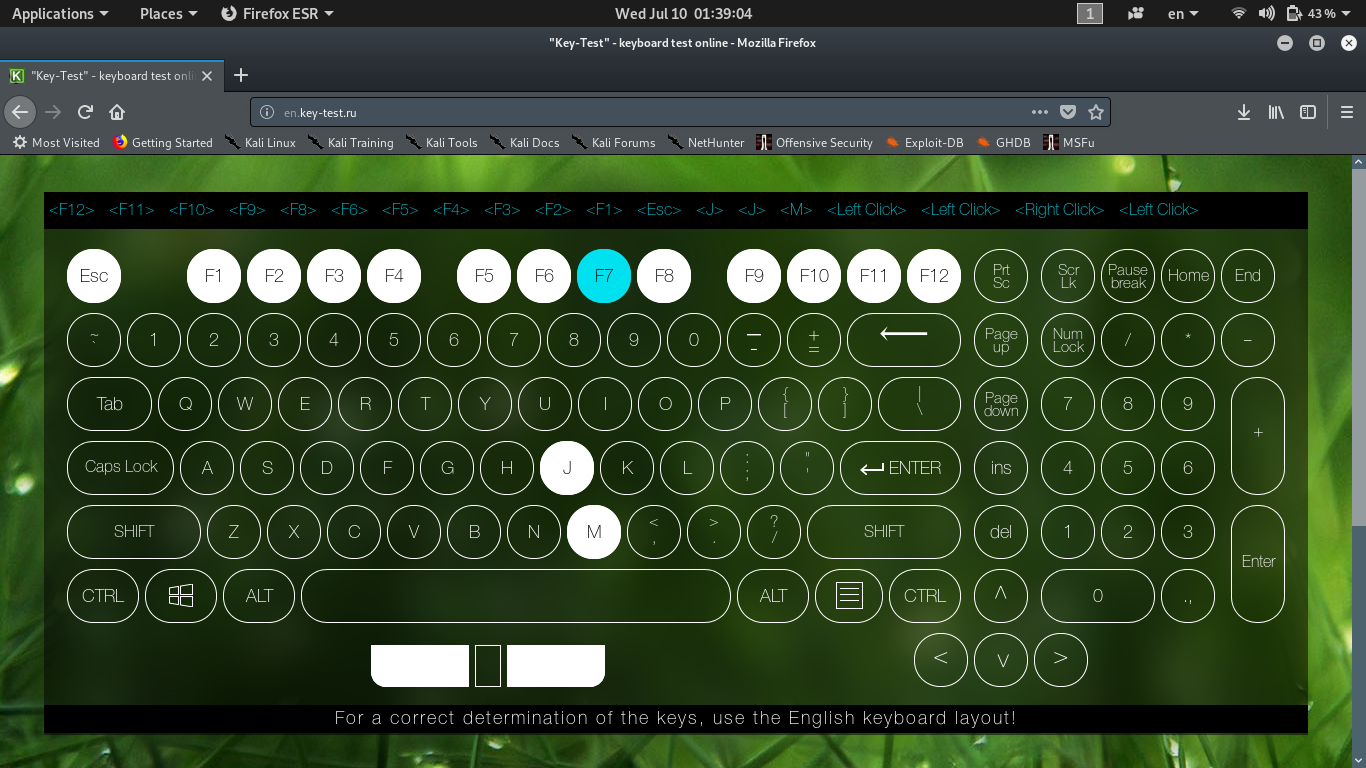 Applications Places Firefox ESR Wed Jul 10 01:39:04 1 en 43 %
"Key-Test" - keyboard test online - Mozilla Firefox
K "Key-Test" - keyboard test onli
en.key-test.ru
Most Visited Getting Started Kali Linux Kali Training Kali Tools Kali Docs Kali Forums NetHunter Offensive Security Exploit-DB GHDB MSFu
<F12> <F11> <F10> <F9> <F8> <F6> <F5> <F4> <F3> <F2> <F1> <Esc> <J> <J> <M> <Left Click> <Left Click> <Right Click> <Left Click>
Esc F1 F2 F3 F4 F5 F6 F7 F8 F9 F10 F11 F12 Prt Sc Scr Lk Pause break Home End
~ ` 1 2 3 4 5 6 7 8 9 0 — - + = Page up Num Lock / * −
Tab Q W E R T Y U I O P { [ } ] | \ Page down 7 8 9 +
Caps Lock A S D F G H J K L : ; " ' ENTER ins 4 5 6
SHIFT Z X C V B N M < , > . ? / SHIFT del 1 2 3 Enter
CTRL ALT ALT CTRL ^ 0 .,
< v >
For a correct determination of the keys, use the English keyboard layout!